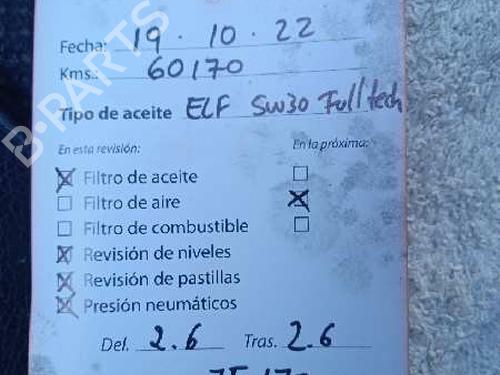 Fecha: 19 · 10 · 22
Kms.: 60170
Tipo de aceite ELF 5W30 Fulltech
En esta revisión: En la próxima:
☒ Filtro de aceite ☐
☐ Filtro de aire ☒
☐ Filtro de combustible ☐
☒ Revisión de niveles
☒ Revisión de pastillas
☒ Presión neumáticos
Del. 2.6 Tras. 2.6
B-PARTS